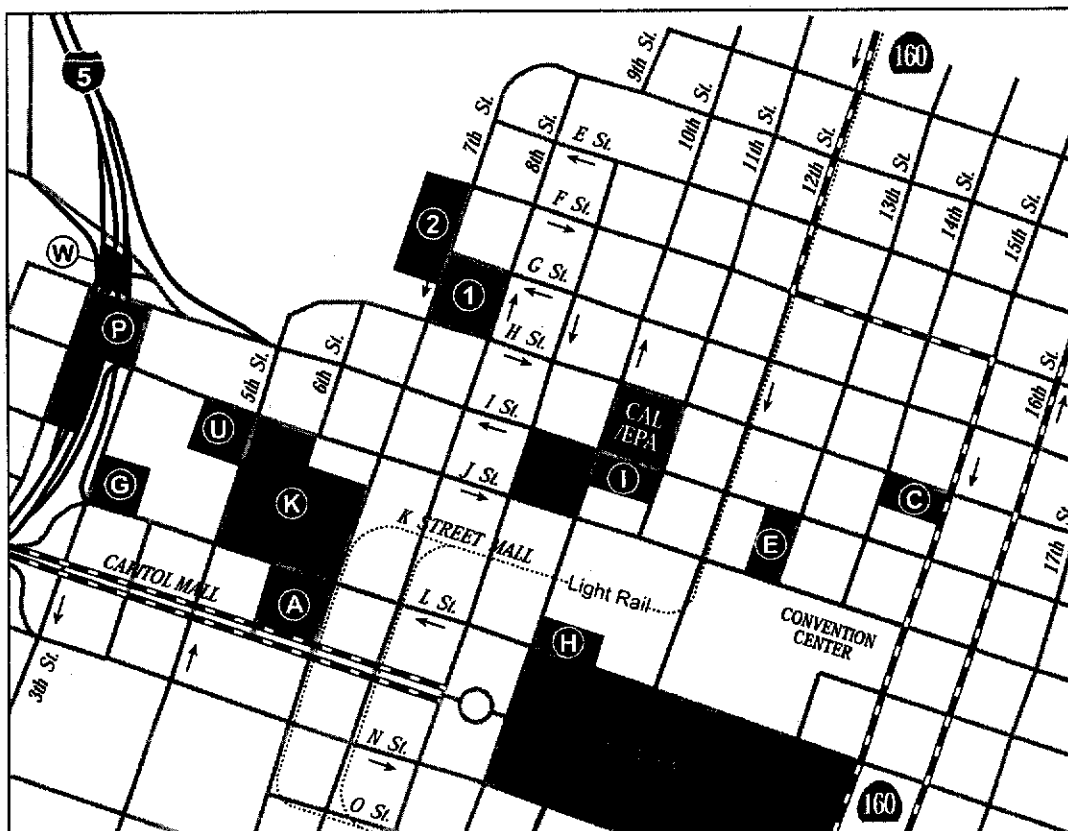 160
5
9th St.
10th St.
11th St.
12th St.
13th St.
14th St.
15th St.
7th St.
8th St.
E St.
F St.
G St.
H St.
2
1
W
P
5th St.
6th St.
16th St.
I St.
J St.
CAL
/EPA
U
I
C
G
K
K STREET MALL
E
17th St.
CAPITOL MALL
A
L St.
Light Rail
CONVENTION
CENTER
H
3th St.
N St.
O St.
160